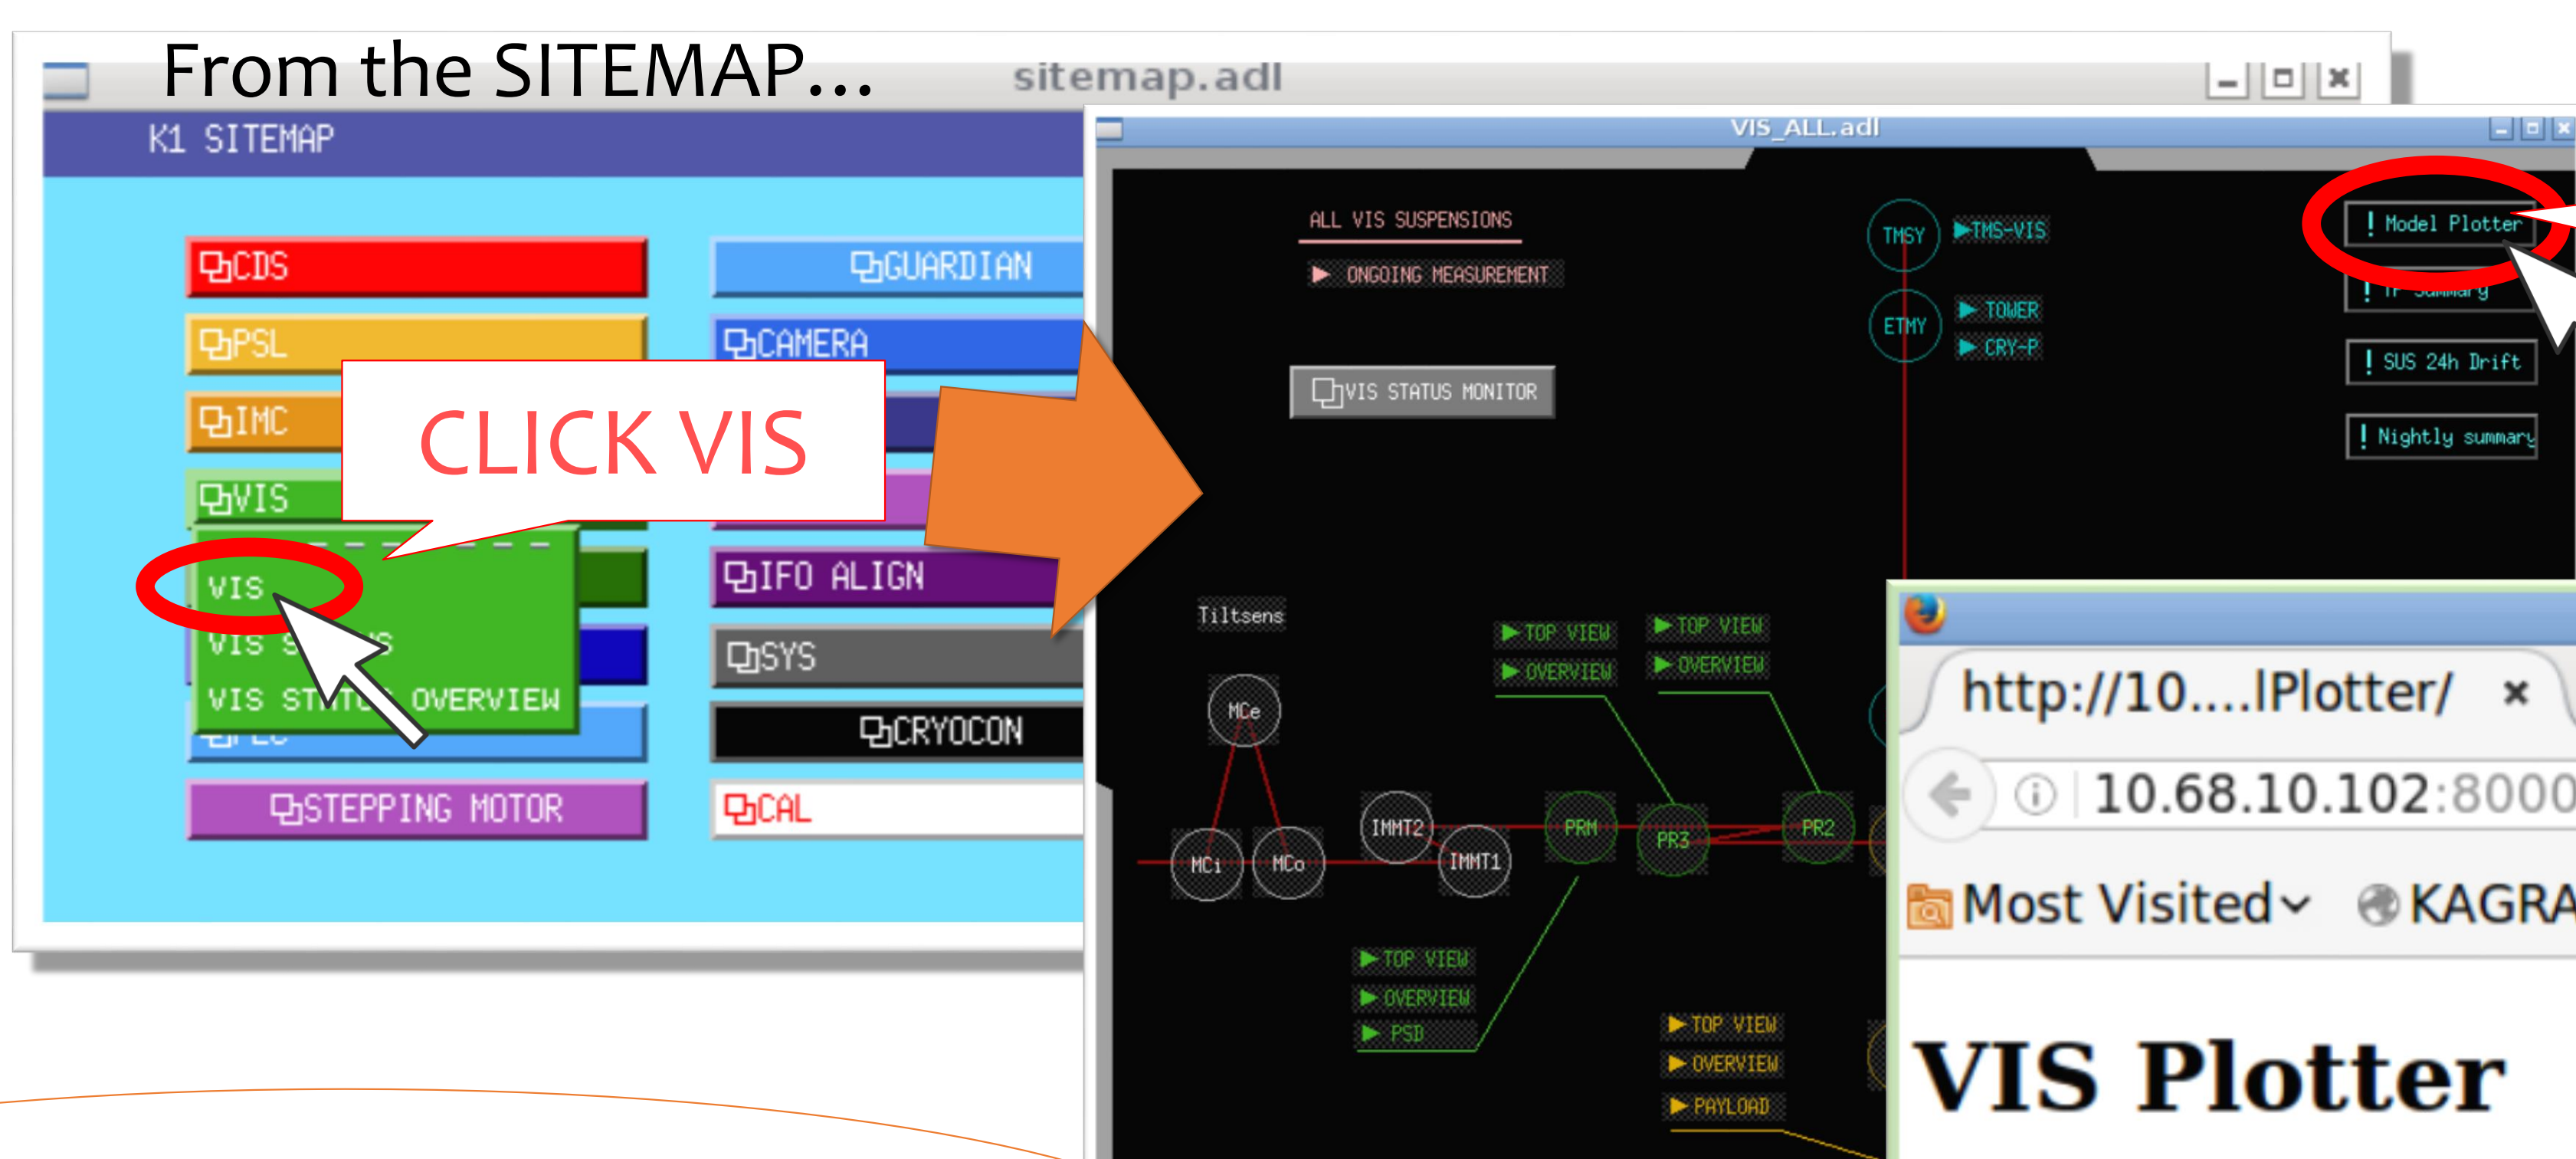 From the SITEMAP...
sitemap.adl
K1 SITEMAP
CDS
GUARDIAN
PSL
CAMERA
IMC
CLICK VIS
VIS
VIS
VIS
VIS STATUS OVERVIEW
IFO ALIGN
SYS
CRYOCON
STEPPING MOTOR
CAL
VIS_ALL.adl
ALL VIS SUSPENSIONS
ONGOING MEASUREMENT
VIS STATUS MONITOR
TMSY
TMS-VIS
ETMY
TOWER
CRY-P
! Model Plotter
! TF Summary
! SUS 24h Drift
! Nightly summary
Tiltsens
TOP VIEW
OVERVIEW
TOP VIEW
OVERVIEW
MCe
MCi
MCo
IMMT2
IMMT1
PRM
PR3
PR2
TOP VIEW
OVERVIEW
PSD
TOP VIEW
OVERVIEW
PAYLOAD
http://10....lPlotter/
10.68.10.102:8000
Most Visited
KAGRA
VIS Plotter